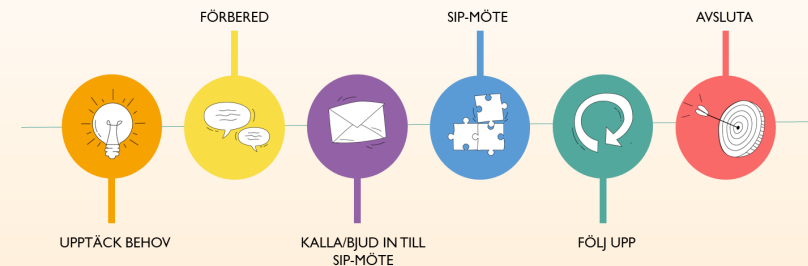 UPPTÄCK BEHOV
FÖRBERED
KALLA/BJUD IN TILL
SIP-MÖTE
SIP-MÖTE
FÖLJ UPP
AVSLUTA